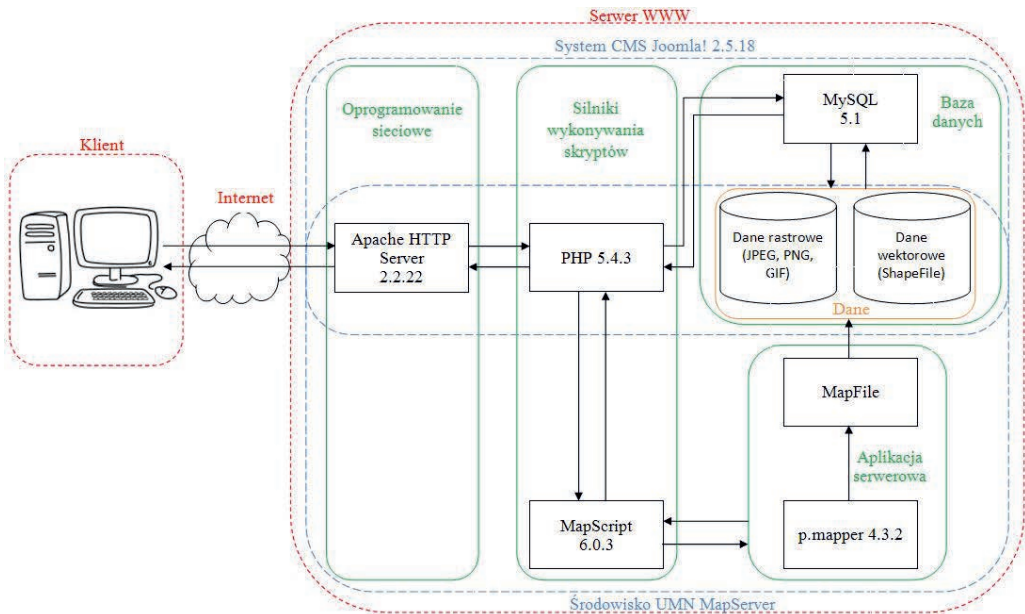 Serwer WWW
System CMS Joomla! 2.5.18
Oprogramowanie
sieciowe
Silniki
wykonywania
skryptów
MySQL
5.1
Baza
danych
Klient
Internet
Apache HTTP
Server
2.2.22
PHP 5.4.3
Dane rastrowe
(JPEG, PNG,
GIF)
Dane
wektorowe
(ShapeFile)
Dane
MapFile
Aplikacja
serwerowa
MapScript
6.0.3
p.mapper 4.3.2
Środowisko UMN MapServer